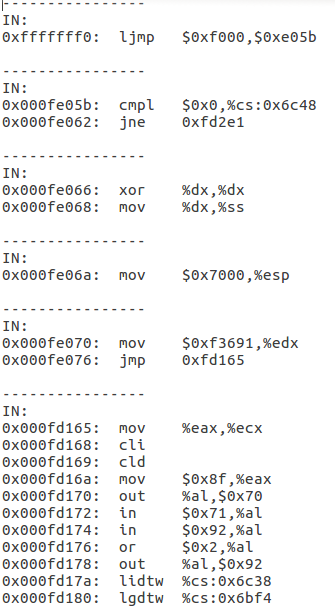 ----------------
IN:
0xfffffff0:  ljmp   $0xf000,$0xe05b
----------------
IN:
0x000fe05b:  cmpl   $0x0,%cs:0x6c48
0x000fe062:  jne    0xfd2e1
----------------
IN:
0x000fe066:  xor    %dx,%dx
0x000fe068:  mov    %dx,%ss
----------------
IN:
0x000fe06a:  mov    $0x7000,%esp
----------------
IN:
0x000fe070:  mov    $0xf3691,%edx
0x000fe076:  jmp    0xfd165
----------------
IN:
0x000fd165:  mov    %eax,%ecx
0x000fd168:  cli
0x000fd169:  cld
0x000fd16a:  mov    $0x8f,%eax
0x000fd170:  out    %al,$0x70
0x000fd172:  in     $0x71,%al
0x000fd174:  in     $0x92,%al
0x000fd176:  or     $0x2,%al
0x000fd178:  out    %al,$0x92
0x000fd17a:  lidtw  %cs:0x6c38
0x000fd180:  lgdtw  %cs:0x6bf4